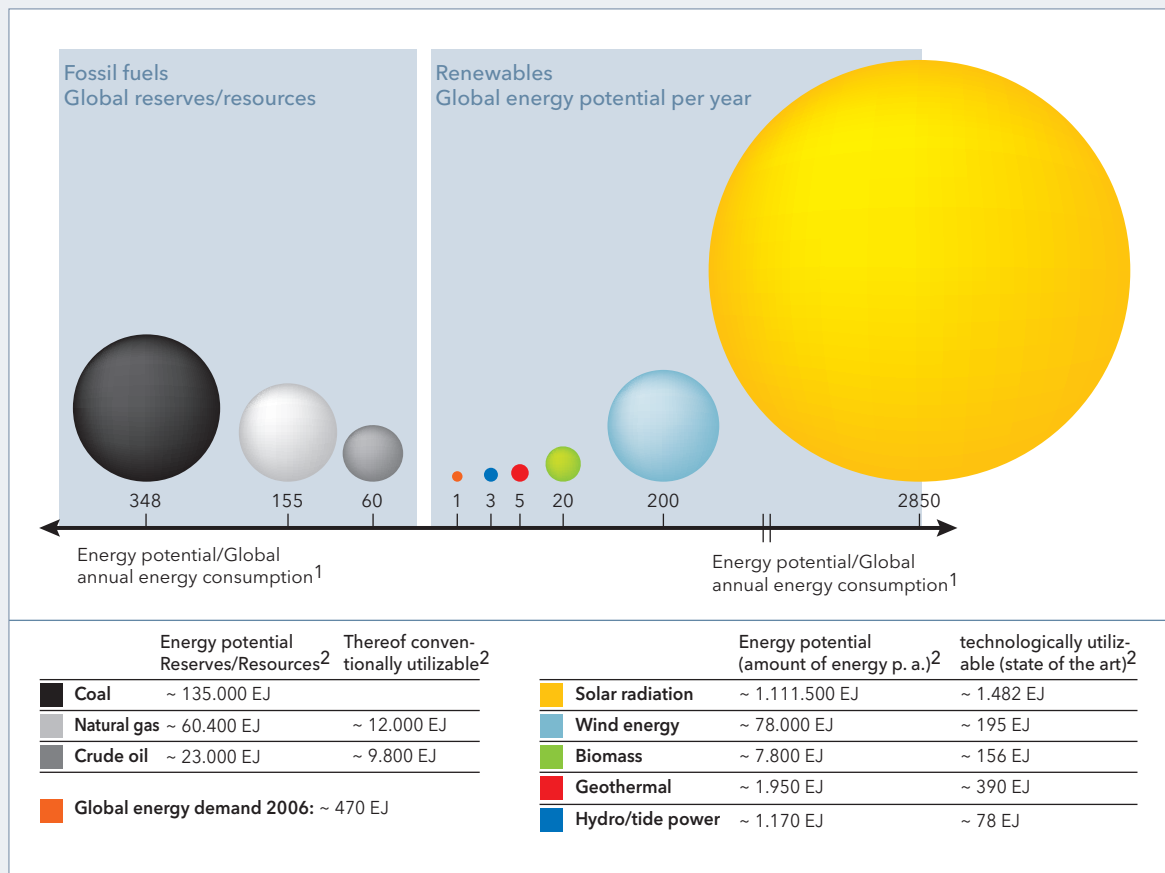 Fossil fuels
Global reserves/resources
Renewables
Global energy potential per year
348
155
60
1
3
5
20
200
2850
Energy potential/Global
annual energy consumption1
Energy potential/Global
annual energy consumption1
Energy potential Thereof conven-
Reserves/Resources2 tionally utilizable2
Coal ~ 135.000 EJ
Natural gas ~ 60.400 EJ ~ 12.000 EJ
Crude oil ~ 23.000 EJ ~ 9.800 EJ
Global energy demand 2006: ~ 470 EJ
Energy potential technologically utiliz-
(amount of energy p. a.)2 able (state of the art)2
Solar radiation ~ 1.111.500 EJ ~ 1.482 EJ
Wind energy ~ 78.000 EJ ~ 195 EJ
Biomass ~ 7.800 EJ ~ 156 EJ
Geothermal ~ 1.950 EJ ~ 390 EJ
Hydro/tide power ~ 1.170 EJ ~ 78 EJ